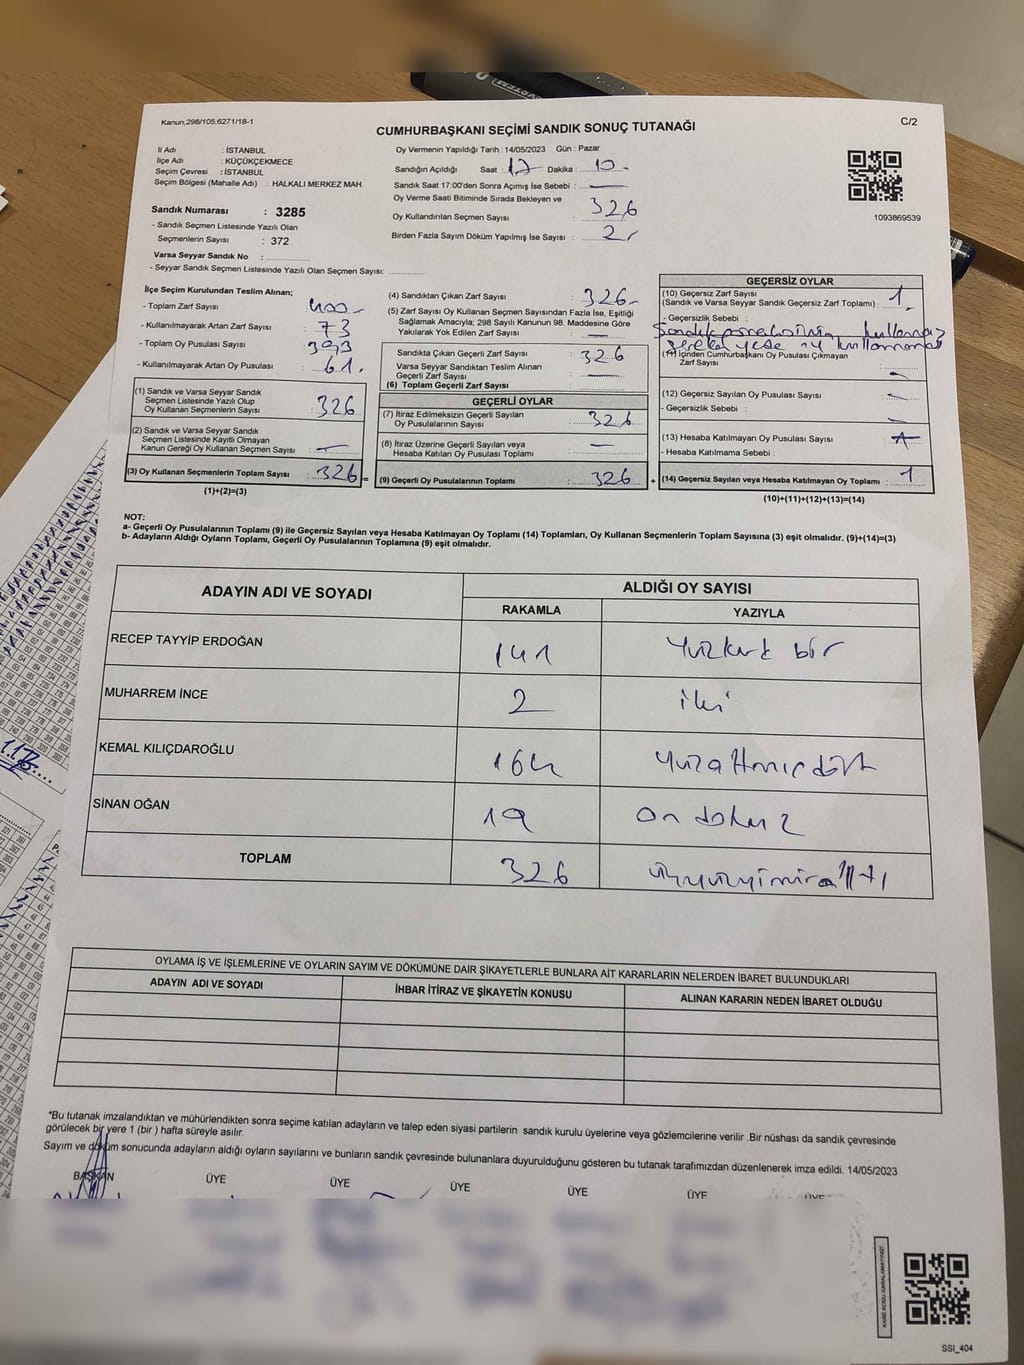 Kanun;298/105;6271/18-1
C/2
CUMHURBAŞKANI SEÇİMİ SANDIK SONUÇ TUTANAĞI
İl Adı : İSTANBUL
İlçe Adı : KÜÇÜKÇEKMECE
Seçim Çevresi : İSTANBUL
Seçim Bölgesi (Mahalle Adı) : HALKALI MERKEZ MAH.
Sandık Numarası : 3285
- Sandık Seçmen Listesinde Yazılı Olan
Seçmenlerin Sayısı : 372
Varsa Seyyar Sandık No :
- Seyyar Sandık Seçmen Listesinde Yazılı Olan Seçmen Sayısı:
Oy Vermenin Yapıldığı Tarih : 14/05/2023 Gün : Pazar
Sandığın Açıldığı Saat : 17 Dakika : 10
Sandık Saat 17:00'den Sonra Açımış İse Sebebi :
Oy Verme Saati Bitiminde Sırada Bekleyen ve
Oy Kullandırılan Seçmen Sayısı : 326
Birden Fazla Sayım Döküm Yapılmış İse Sayısı : 2
1093869539
İlçe Seçim Kurulundan Teslim Alınan;
- Toplam Zarf Sayısı : 400
- Kullanılmayarak Artan Zarf Sayısı : 73
- Toplam Oy Pusulası Sayısı : 393
- Kullanılmayarak Artan Oy Pusulası : 61
(1) Sandık ve Varsa Seyyar Sandık
Seçmen Listesinde Yazılı Olup
Oy Kullanan Seçmenlerin Sayısı : 326
(2) Sandık ve Varsa Seyyar Sandık
Seçmen Listesinde Kayıtlı Olmayan
Kanun Gereği Oy Kullanan Seçmen Sayısı :
(3) Oy Kullanan Seçmenlerin Toplam Sayısı : 326 =
(1)+(2)=(3)
(4) Sandıktan Çıkan Zarf Sayısı : 326
(5) Zarf Sayısı Oy Kullanan Seçmen Sayısından Fazla İse, Eşitliği
Sağlamak Amacıyla; 298 Sayılı Kanunun 98. Maddesine Göre
Yakılarak Yok Edilen Zarf Sayısı :
Sandıkta Çıkan Geçerli Zarf Sayısı : 326
Varsa Seyyar Sandıktan Teslim Alınan
Geçerli Zarf Sayısı :
(6) Toplam Geçerli Zarf Sayısı :
GEÇERLİ OYLAR
(7) İtiraz Edilmeksizin Geçerli Sayılan
Oy Pusulalarının Sayısı : 326
(8) İtiraz Üzerine Geçerli Sayılan veya
Hesaba Katılan Oy Pusulası Toplamı :
(9) Geçerli Oy Pusulalarının Toplamı : 326 +
GEÇERSİZ OYLAR
(10) Geçersiz Zarf Sayısı
(Sandık ve Varsa Seyyar Sandık Geçersiz Zarf Toplamı) : 1
- Geçersizlik Sebebi :
Sandık kullanması
gereken oy kullanmamas
(11) İçinden Cumhurbaşkanı Oy Pusulası Çıkmayan
Zarf Sayısı :
(12) Geçersiz Sayılan Oy Pusulası Sayısı :
- Geçersizlik Sebebi :
(13) Hesaba Katılmayan Oy Pusulası Sayısı :
- Hesaba Katılmama Sebebi :
(14) Geçersiz Sayılan veya Hesaba Katılmayan Oy Toplamı : 1
(10)+(11)+(12)+(13)=(14)
NOT:
a- Geçerli Oy Pusulalarının Toplamı (9) ile Geçersiz Sayılan veya Hesaba Katılmayan Oy Toplamı (14) Toplamları, Oy Kullanan Seçmenlerin Toplam Sayısına (3) eşit olmalıdır. (9)+(14)=(3)
b- Adayların Aldığı Oyların Toplamı, Geçerli Oy Pusulalarının Toplamına (9) eşit olmalıdır.
ADAYIN ADI VE SOYADI
ALDIĞI OY SAYISI
RAKAMLA YAZIYLA
RECEP TAYYİP ERDOĞAN 141 Yüzkırk bir
MUHARREM İNCE 2 iki
KEMAL KILIÇDAROĞLU 164 Yüzaltmışdört
SİNAN OĞAN 19 on dokuz
TOPLAM 326 üçyüzyirmialtı
OYLAMA İŞ VE İŞLEMLERİNE VE OYLARIN SAYIM VE DÖKÜMÜNE DAİR ŞİKAYETLERLE BUNLARA AİT KARARLARIN NELERDEN İBARET BULUNDUKLARI
ADAYIN ADI VE SOYADI
İHBAR İTİRAZ VE ŞİKAYETİN KONUSU
ALINAN KARARIN NEDEN İBARET OLDUĞU
*Bu tutanak imzalandıktan ve mühürlendikten sonra seçime katılan adayların ve talep eden siyasi partilerin sandık kurulu üyelerine veya gözlemcilerine verilir .Bir nüshası da sandık çevresinde
görülecek bir yere 1 (bir ) hafta süreyle asılır.
Sayım ve döküm sonucunda adayların aldığı oyların sayılarını ve bunların sandık çevresinde bulunanlara duyurulduğunu gösteren bu tutanak tarafımızdan düzenlenerek imza edildi. 14/05/2023
BAŞKAN ÜYE ÜYE ÜYE ÜYE ÜYE ÜYE
KARE KODU KARALAMAYINIZ!
SSI_404